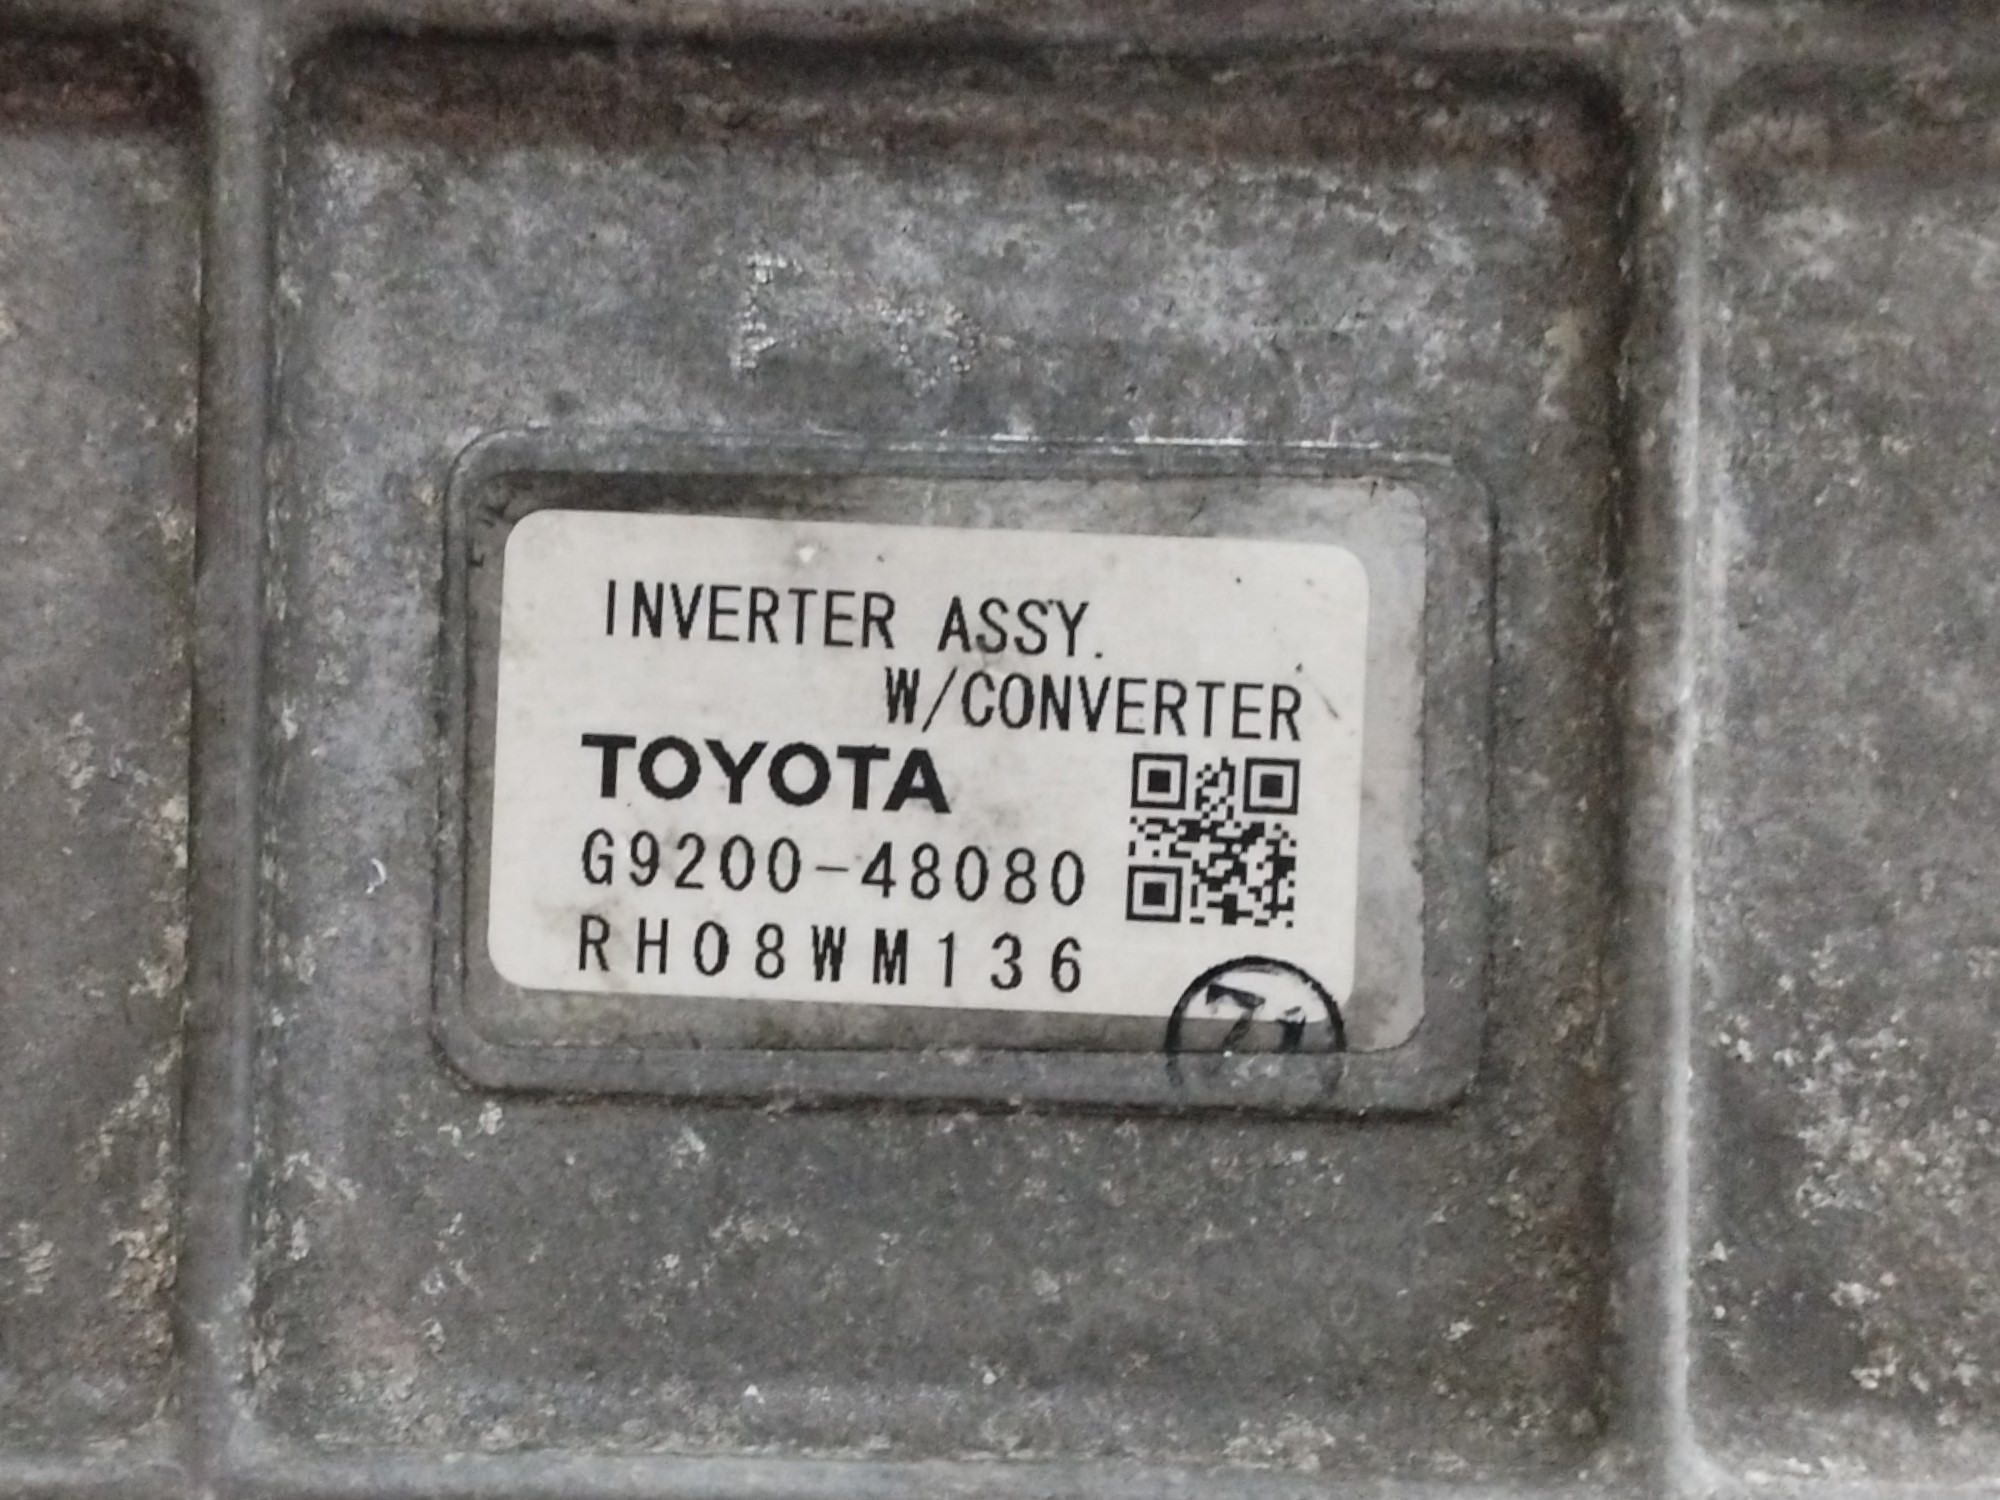 INVERTER ASSY.
W/CONVERTER
TOYOTA
G9200-48080
RH08WM136